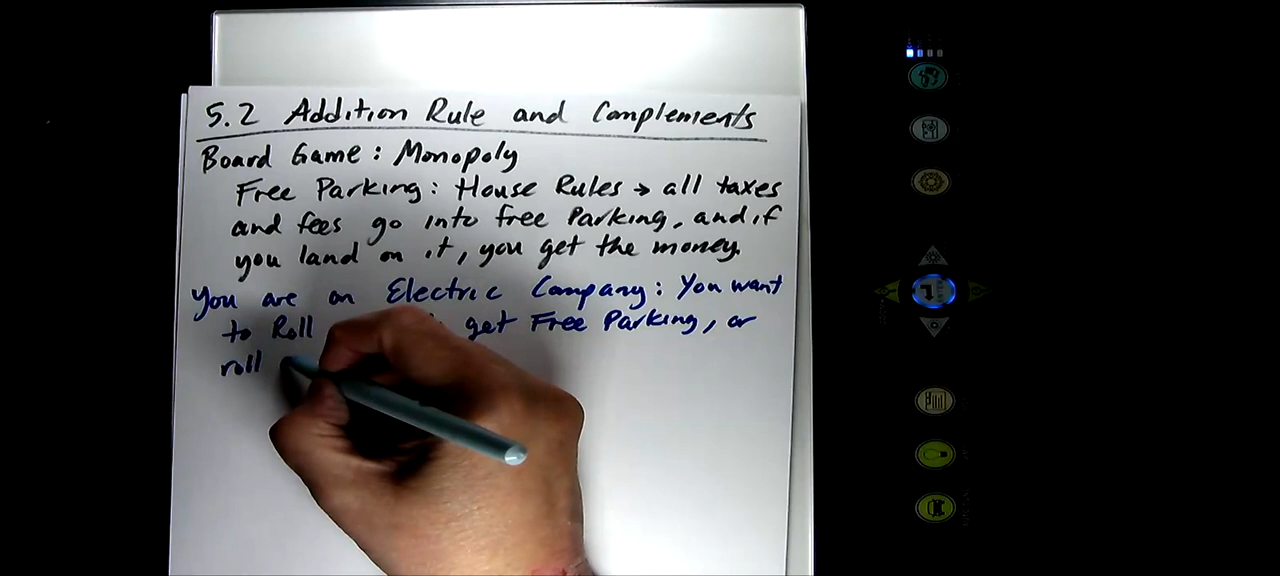 5.2 Addition Rule and Complements
Board Game: Monopoly
Free Parking: House Rules → all taxes
and fees go into free Parking, and if
you land on it, you get the money.
You are on Electric Company: You want
to Roll get Free Parking, or
roll